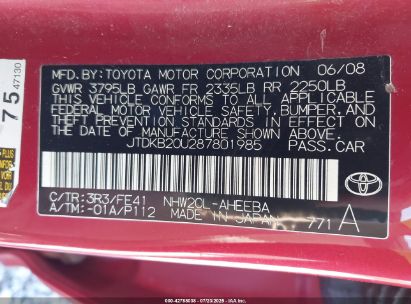 MFD.BY: TOYOTA MOTOR CORPORATION 06/08
GVWR 3795LB GAWR FR 2335LB RR 2250LB
THIS VEHICLE CONFORMS TO ALL APPLICABLE
FEDERAL MOTOR VEHICLE SAFETY, BUMPER, AND
THEFT PREVENTION STANDARDS IN EFFECT ON
THE DATE OF MANUFACTURE SHOWN ABOVE.
JTDKB20U287801985 PASS.CAR
C/TR: 3R3/FE41 NHW20L-AHEEBA
A/TM: -01A/P112 MADE IN JAPAN 771 A
TOYOTA
75
47130